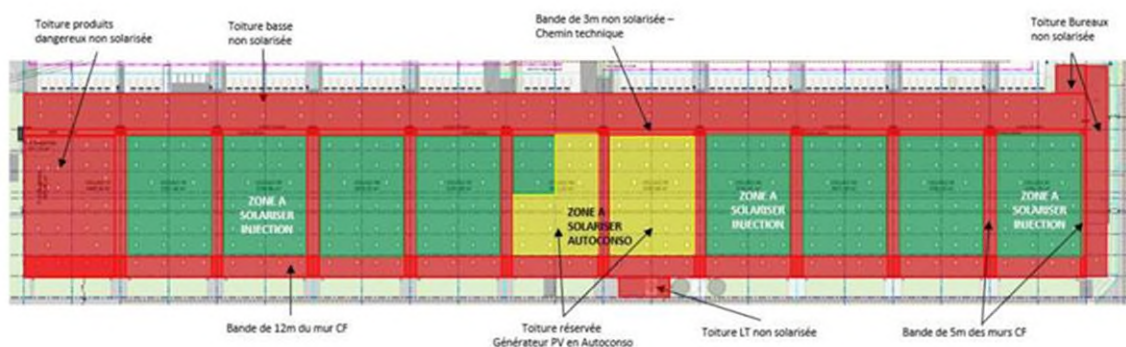 Toiture produits
dangereux non solarisée
Toiture basse
non solarisée
Bande de 3m non solarisée –
Chemin technique
Toiture Bureaux
non solarisée
ZONE A
SOLARISER
INJECTION
ZONE A
SOLARISER
AUTOCONSO
ZONE A
SOLARISER
INJECTION
ZONE A
SOLARISER
INJECTION
Bande de 12m du mur CF
Toiture réservée
Générateur PV en Autoconso
Toiture LT non solarisée
Bande de 5m des murs CF